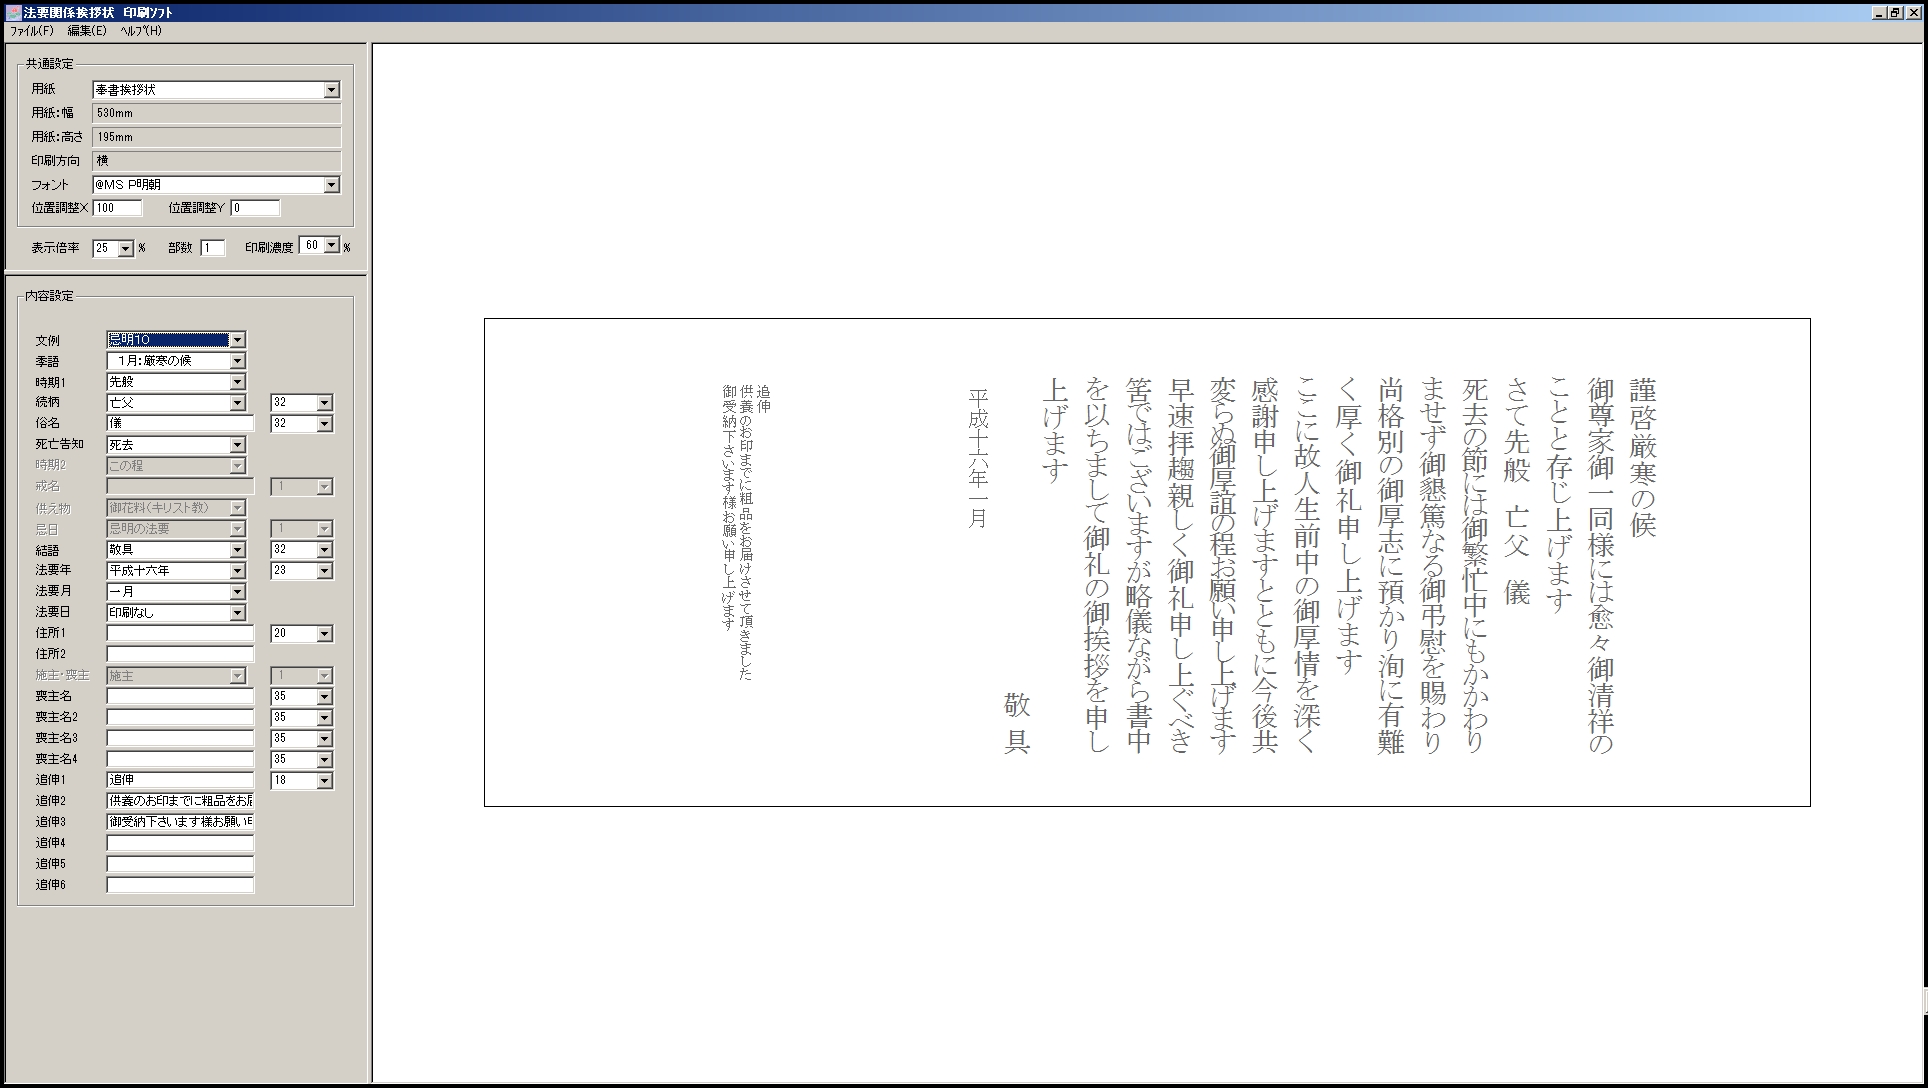 法要関係挨拶状 印刷ソフト
ファイル(F) 編集(E) ヘルプ(H)
共通設定
用紙 奉書挨拶状
用紙:幅 530mm
用紙:高さ 195mm
印刷方向 横
フォント @MS P明朝
位置調整X 100 位置調整Y 0
表示倍率 25 % 部数 1 印刷濃度 60 %
内容設定
文例 忌明10
季語 1月:厳寒の候
時期1 先般
続柄 亡父 32
俗名 儀 32
死亡告知 死去
時期2 この程
戒名 1
供え物 御花料(キリスト教)
忌日 忌明の法要 1
結語 敬具 32
法要年 平成十六年 23
法要月 一月
法要日 印刷なし
住所1 20
住所2
施主・喪主 施主 1
喪主名 35
喪主名2 35
喪主名3 35
喪主名4 35
追伸1 追伸 18
追伸2 供養のお印までに粗品をお届
追伸3 御受納下さいます様お願い申
追伸4
追伸5
追伸6
謹啓厳寒の候
御尊家御一同様には愈々御清祥の
ことと存じ上げます
さて先般 亡父 儀
死去の節には御繁忙中にもかかわり
ませず御懇篤なる御弔慰を賜わり
尚格別の御厚志に預かり洵に有難
く厚く御礼申し上げます
ここに故人生前中の御厚情を深く
感謝申し上げますとともに今後共
変らぬ御厚誼の程お願い申し上げます
早速拝趨親しく御礼申し上ぐべき
筈ではございますが略儀ながら書中
を以ちまして御礼の御挨拶を申し
上げます
敬具
平成十六年一月
追伸
供養のお印までに粗品をお届けさせて頂きました
御受納下さいます様お願い申し上げます